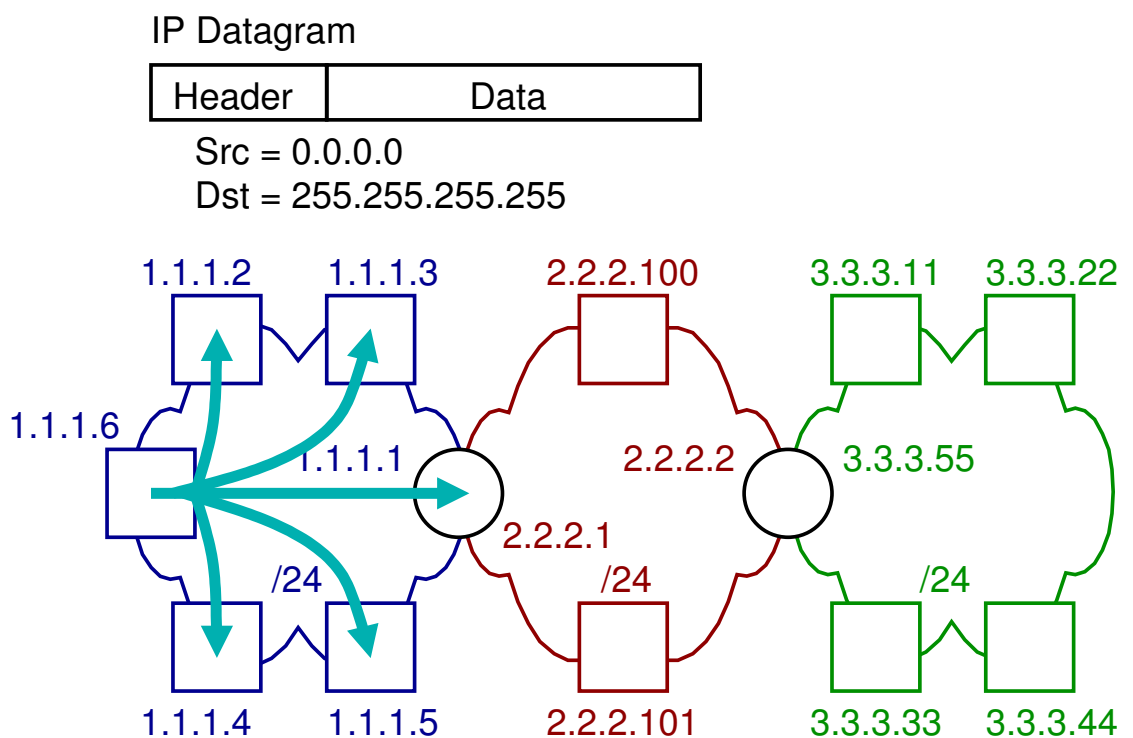 IP Datagram
Header Data
Src = 0.0.0.0
Dst = 255.255.255.255
1.1.1.2 1.1.1.3 2.2.2.100 3.3.3.11 3.3.3.22
1.1.1.6
1.1.1.1 2.2.2.2 3.3.3.55
2.2.2.1
/24 /24 /24
1.1.1.4 1.1.1.5 2.2.2.101 3.3.3.33 3.3.3.44